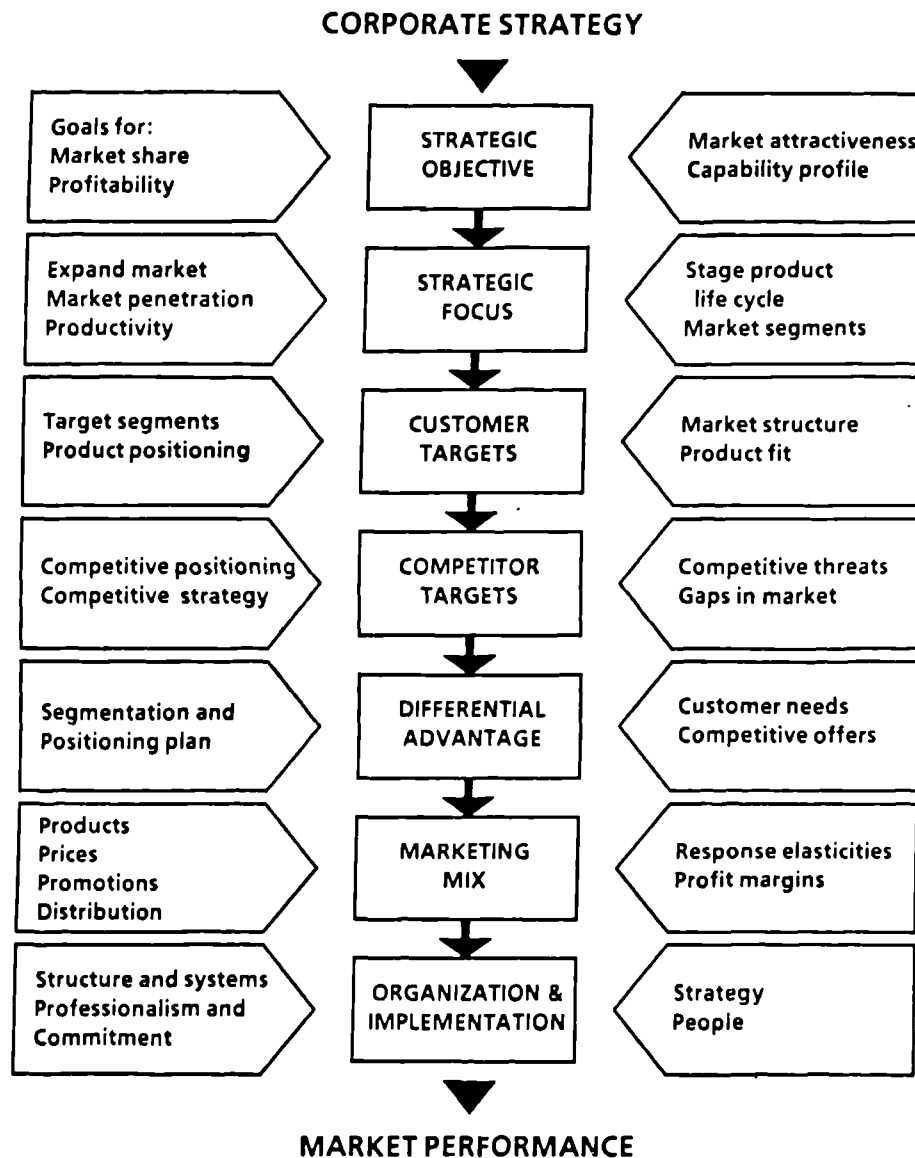 CORPORATE STRATEGY
Goals for:
Market share
Profitability
STRATEGIC
OBJECTIVE
Market attractiveness
Capability profile
Expand market
Market penetration
Productivity
STRATEGIC
FOCUS
Stage product
life cycle
Market segments
Target segments
Product positioning
CUSTOMER
TARGETS
Market structure
Product fit
Competitive positioning
Competitive strategy
COMPETITOR
TARGETS
Competitive threats
Gaps in market
Segmentation and
Positioning plan
DIFFERENTIAL
ADVANTAGE
Customer needs
Competitive offers
Products
Prices
Promotions
Distribution
MARKETING
MIX
Response elasticities
Profit margins
Structure and systems
Professionalism and
Commitment
ORGANIZATION &
IMPLEMENTATION
Strategy
People
MARKET PERFORMANCE